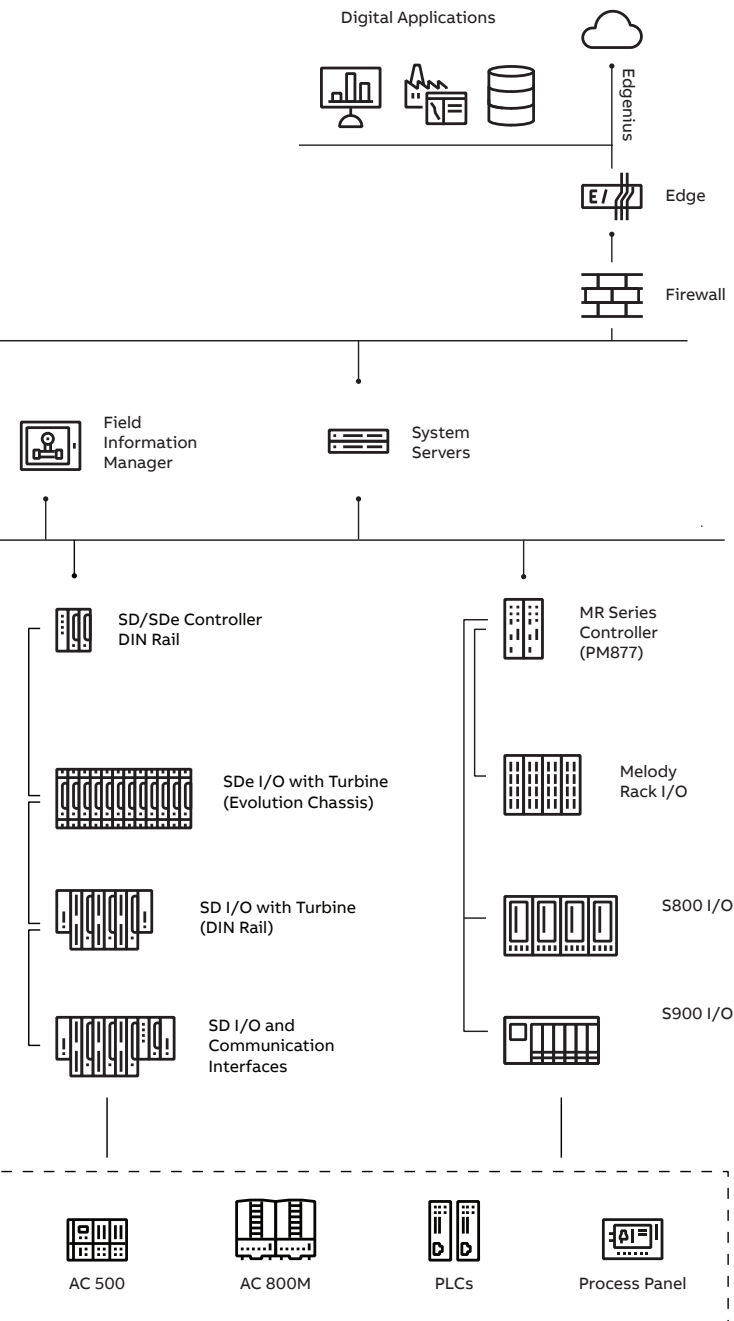 Digital Applications
Edgenius
E/
Edge
Firewall
Field
Information
Manager
System
Servers
SD/SDe Controller
DIN Rail
MR Series
Controller
(PM877)
SDe I/O with Turbine
(Evolution Chassis)
Melody
Rack I/O
SD I/O with Turbine
(DIN Rail)
S800 I/O
SD I/O and
Communication
Interfaces
S900 I/O
AC 500
AC 800M
PLCs
Process Panel